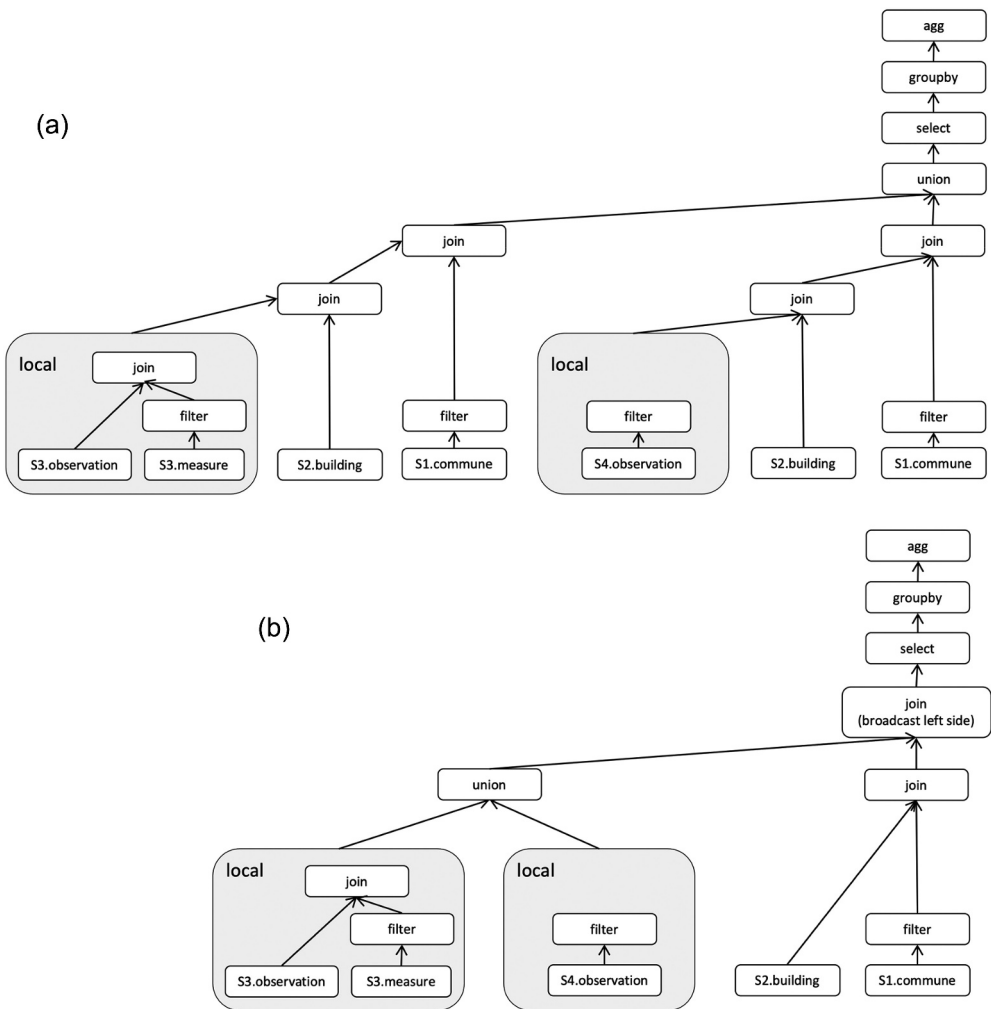 agg
groupby
(a)
select
union
join
join
join
join
local
join
local
filter
filter
filter
filter
S3.observation
S3.measure
S2.building
S1.commune
S4.observation
S2.building
S1.commune
agg
groupby
(b)
select
join
(broadcast left side)
union
join
local
join
local
filter
filter
filter
S3.observation
S3.measure
S4.observation
S2.building
S1.commune